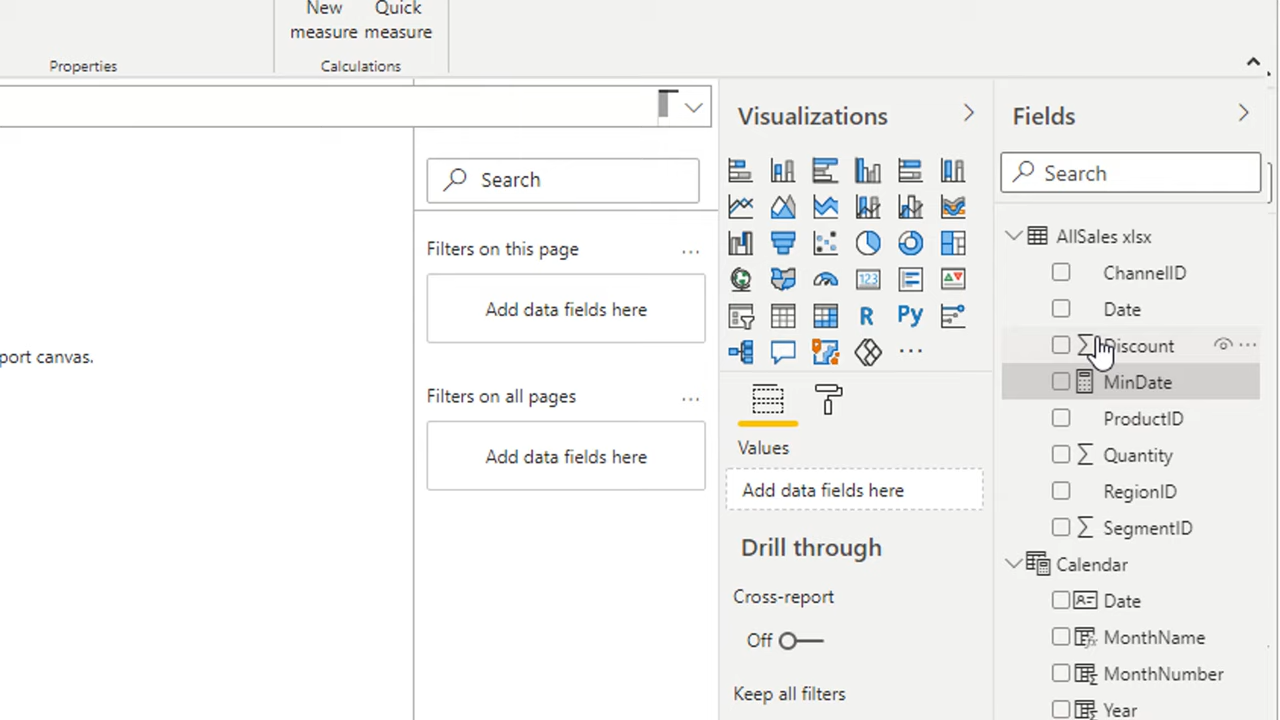 New
measure
Quick
measure
Properties
Calculations
port canvas.
Search
Filters on this page
...
Add data fields here
Filters on all pages
...
Add data fields here
Visualizations
123
R
Py
...
Values
Add data fields here
Drill through
Cross-report
Off
Keep all filters
Fields
Search
AllSales xlsx
ChannelID
Date
Discount
...
MinDate
ProductID
Quantity
RegionID
SegmentID
Calendar
Date
MonthName
MonthNumber
Year